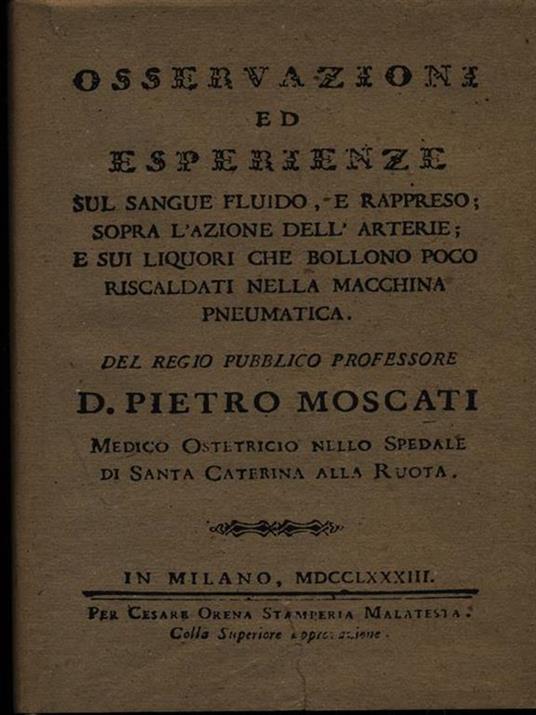 OSSERVAZIONI
ED
ESPERIENZE
SUL SANGUE FLUIDO, E RAPPRESO;
SOPRA L'AZIONE DELL' ARTERIE;
E SUI LIQUORI CHE BOLLONO POCO
RISCALDATI NELLA MACCHINA
PNEUMATICA.
DEL REGIO PUBBLICO PROFESSORE
D. PIETRO MOSCATI
MEDICO OSTETRICIO NELLO SPEDALE
DI SANTA CATERINA ALLA RUOTA.
IN MILANO, MDCCLXXXIII.
PER CESARE ORENA STAMPERIA MALATESTA.
Colla Superiore approvazione.